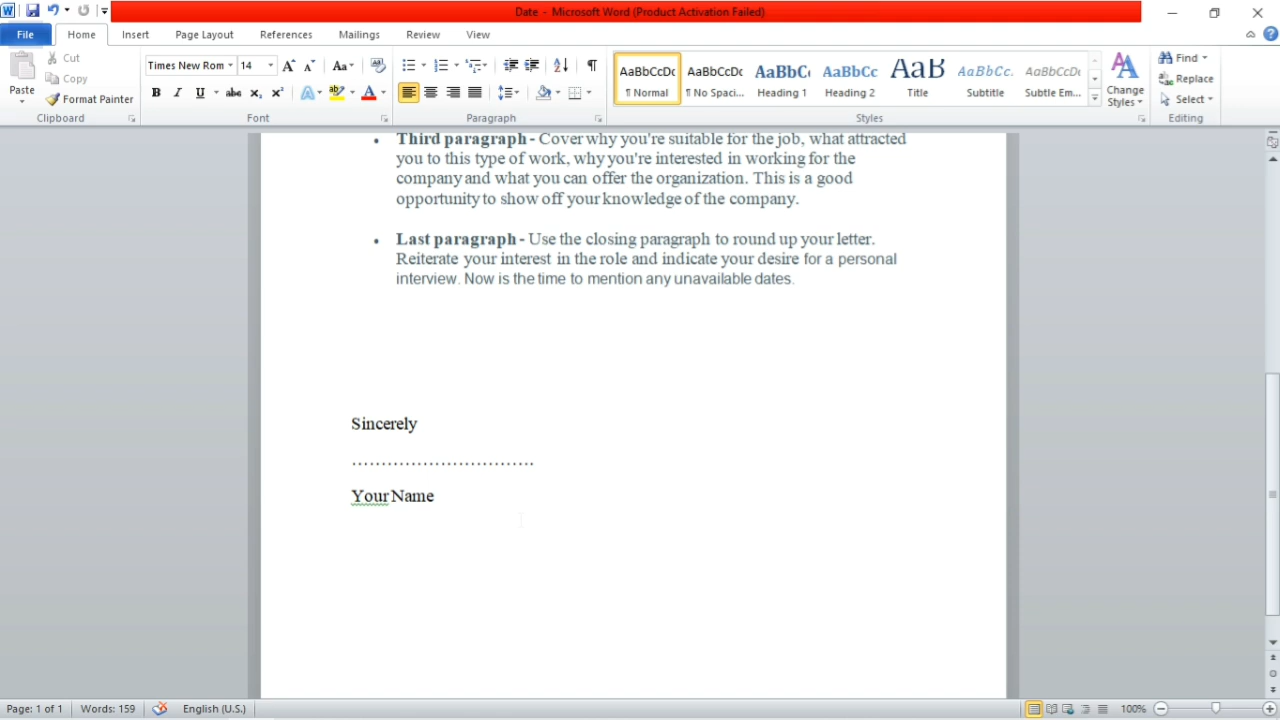 Date - Microsoft Word (Product Activation Failed)
File Home Insert Page Layout References Mailings Review View
Paste
Cut
Copy
Format Painter
Clipboard
Times New Rom 14
Font
Paragraph
AaBbCcDc AaBbCcDc AaBbC AaBbCc AaB AaBbCc. AaBbCcDi
¶ Normal ¶ No Spaci... Heading 1 Heading 2 Title Subtitle Subtle Em...
Styles
Change Styles
Find
Replace
Select
Editing
• Third paragraph - Cover why you're suitable for the job, what attracted
you to this type of work, why you're interested in working for the
company and what you can offer the organization. This is a good
opportunity to show off your knowledge of the company.
• Last paragraph - Use the closing paragraph to round up your letter.
Reiterate your interest in the role and indicate your desire for a personal
interview. Now is the time to mention any unavailable dates.
Sincerely
................................
Your Name
Page: 1 of 1 Words: 159 English (U.S.) 100%